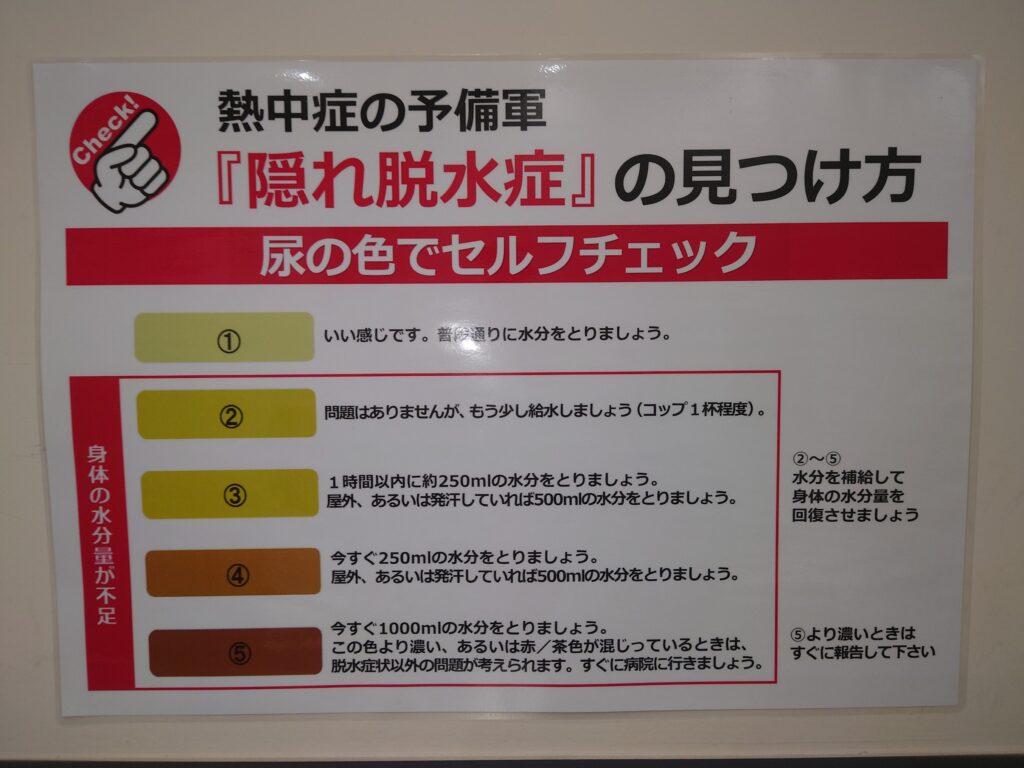 Check!
熱中症の予備軍
『隠れ脱水症』の見つけ方
尿の色でセルフチェック
① いい感じです。普段通りに水分をとりましょう。
身体の水分量が不足
② 問題はありませんが、もう少し給水しましょう（コップ１杯程度）。
③ １時間以内に約250mlの水分をとりましょう。
屋外、あるいは発汗していれば500mlの水分をとりましょう。
④ 今すぐ250mlの水分をとりましょう。
屋外、あるいは発汗していれば500mlの水分をとりましょう。
⑤ 今すぐ1000mlの水分をとりましょう。
この色より濃い、あるいは赤／茶色が混じっているときは、
脱水症状以外の問題が考えられます。すぐに病院に行きましょう。
②～⑤
水分を補給して
身体の水分量を
回復させましょう
⑤より濃いときは
すぐに報告して下さい